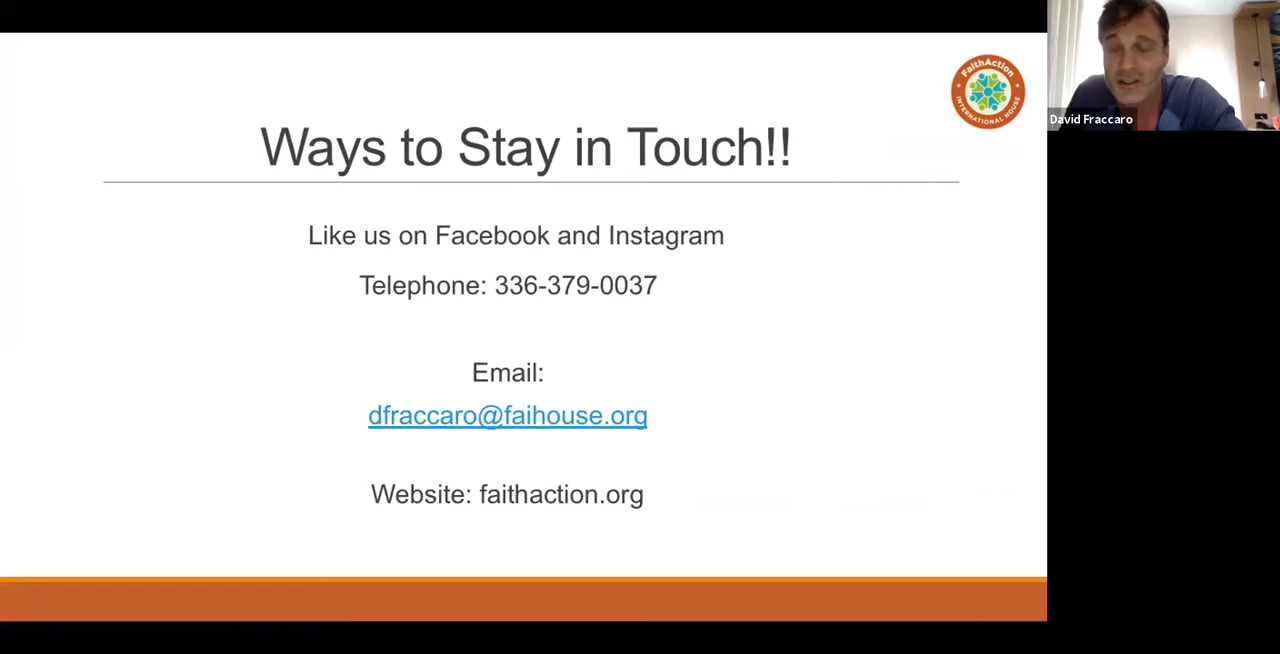 FaithAction
INTERNATIONAL HOUSE
David Fraccaro
Ways to Stay in Touch!!
Like us on Facebook and Instagram
Telephone: 336-379-0037
Email:
dfraccaro@faihouse.org
Website: faithaction.org